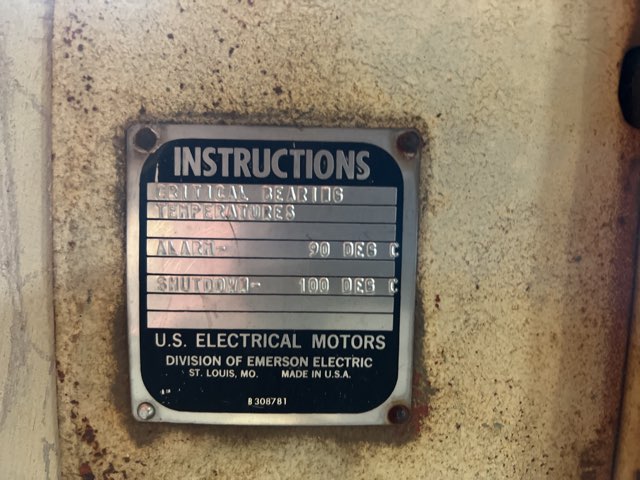 INSTRUCTIONS
CRITICAL BEARING
TEMPERATURES
ALARM- 90 DEG C
SHUTDOWN- 100 DEG C
U.S. ELECTRICAL MOTORS
DIVISION OF EMERSON ELECTRIC
ST. LOUIS, MO. MADE IN U.S.A.
B 308781